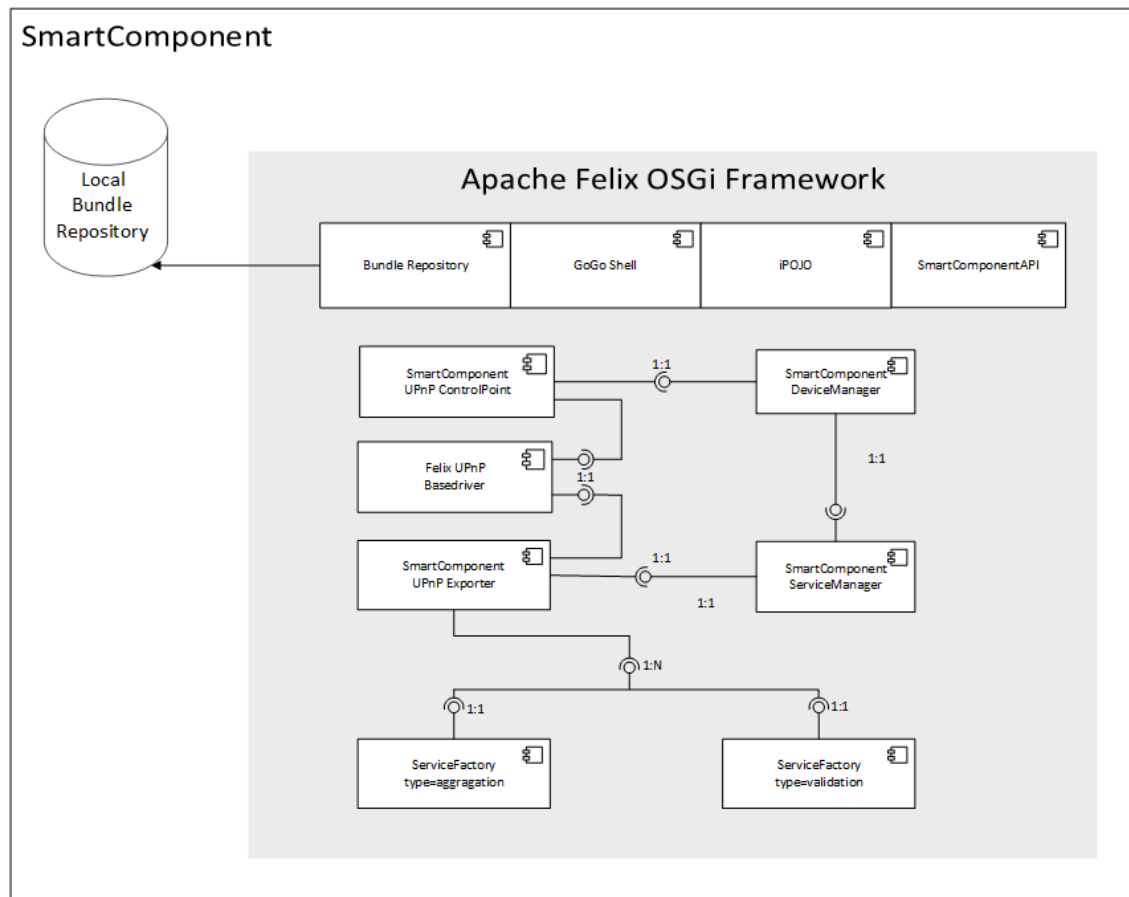 SmartComponent
Local
Bundle
Repository
Apache Felix OSGi Framework
Bundle Repository
GoGo Shell
iPOJO
SmartComponentAPI
SmartComponent
UPnP ControlPoint
1:1
SmartComponent
DeviceManager
Felix UPnP
Basedriver
1:1
1:1
SmartComponent
UPnP Exporter
1:1
1:1
SmartComponent
ServiceManager
1:N
1:1
1:1
ServiceFactory
type=aggragation
ServiceFactory
type=validation